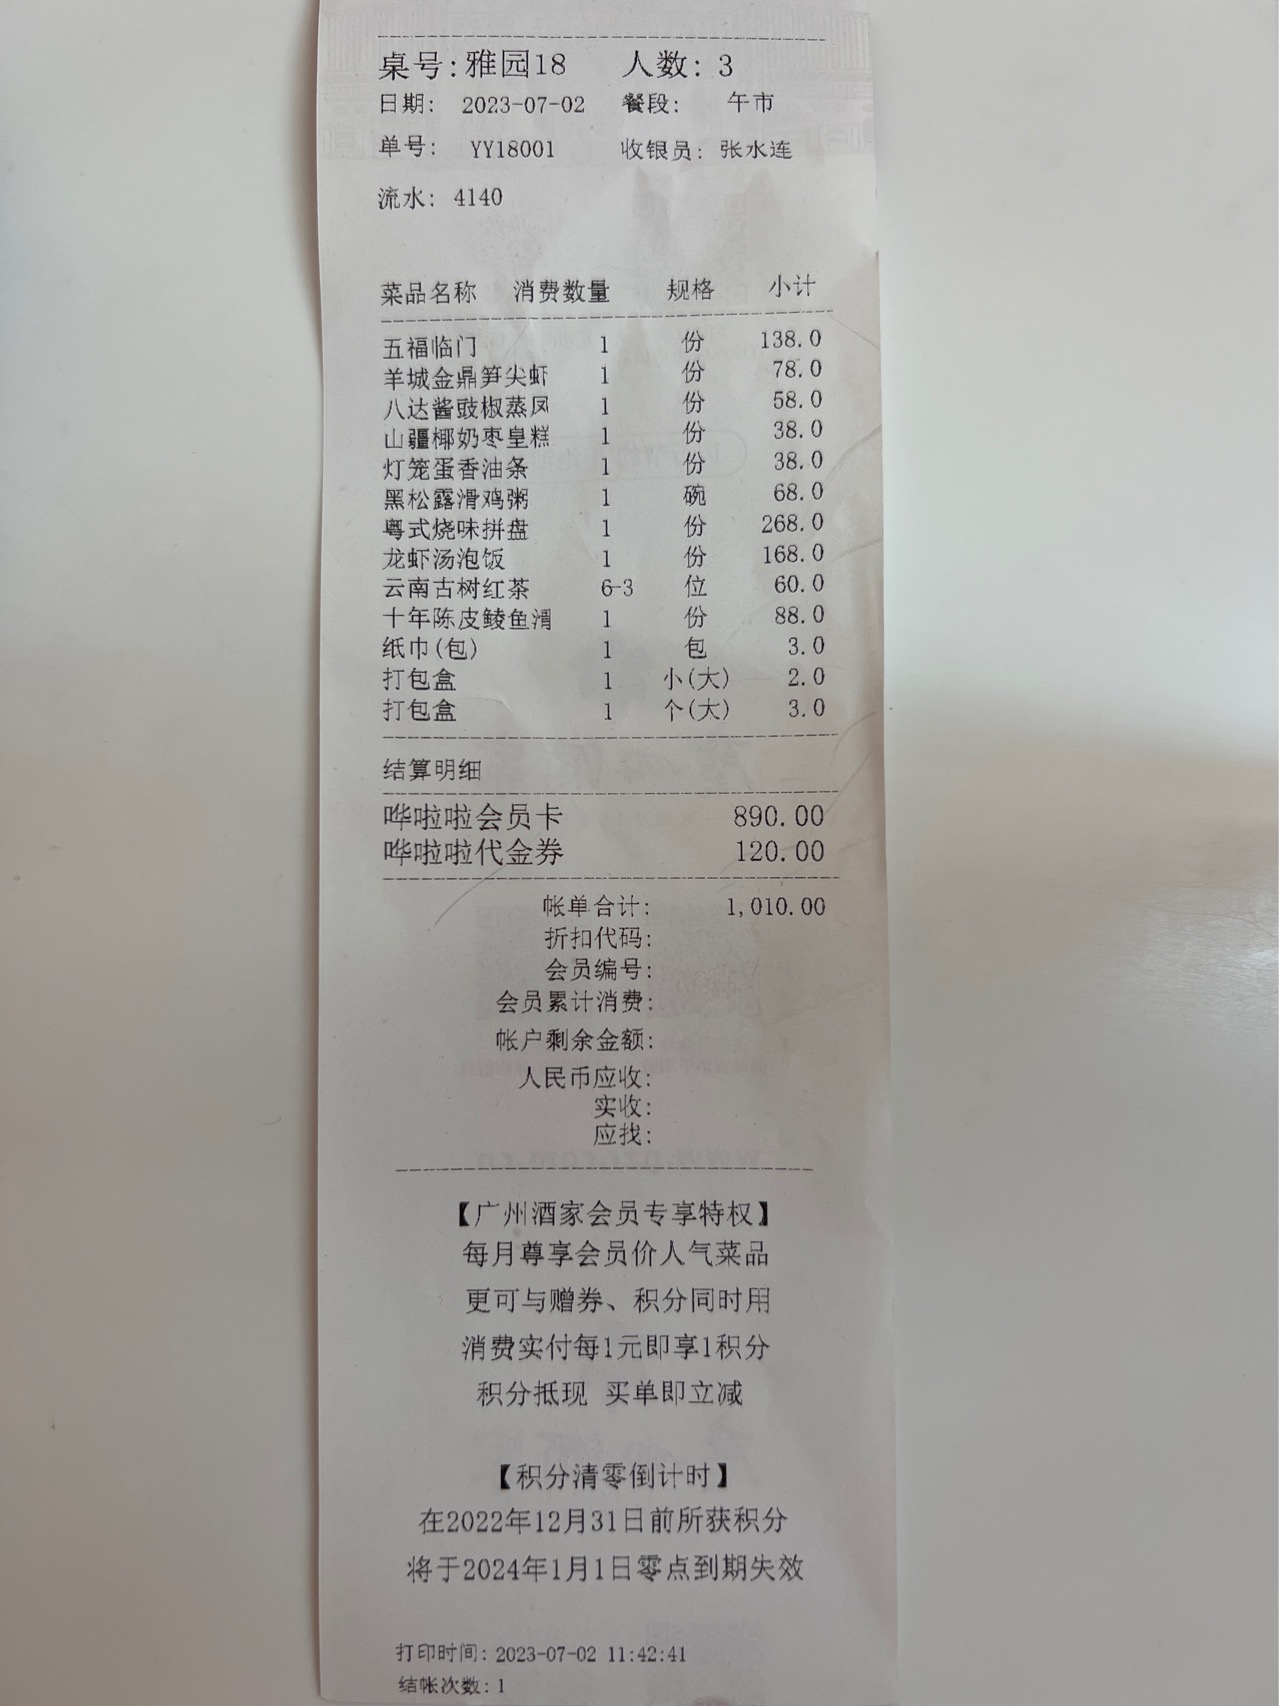 桌号:雅园18 人数: 3
日期: 2023-07-02 餐段: 午市
单号: YY18001 收银员: 张水连
流水: 4140
菜品名称 消费数量 规格 小计
五福临门 1 份 138.0
羊城金鼎笋尖虾 1 份 78.0
八达酱豉椒蒸凤 1 份 58.0
山疆椰奶枣皇糕 1 份 38.0
灯笼蛋香油条 1 份 38.0
黑松露滑鸡粥 1 碗 68.0
粤式烧味拼盘 1 份 268.0
龙虾汤泡饭 1 份 168.0
云南古树红茶 6-3 位 60.0
十年陈皮鲮鱼滑 1 份 88.0
纸巾(包) 1 包 3.0
打包盒 1 小(大) 2.0
打包盒 1 个(大) 3.0
结算明细
哗啦啦会员卡 890.00
哗啦啦代金券 120.00
帐单合计: 1,010.00
折扣代码:
会员编号:
会员累计消费:
帐户剩余金额:
人民币应收:
实收:
应找:
【广州酒家会员专享特权】
每月尊享会员价人气菜品
更可与赠券、积分同时用
消费实付每1元即享1积分
积分抵现 买单即立减
【积分清零倒计时】
在2022年12月31日前所获积分
将于2024年1月1日零点到期失效
打印时间: 2023-07-02 11:42:41
结帐次数: 1